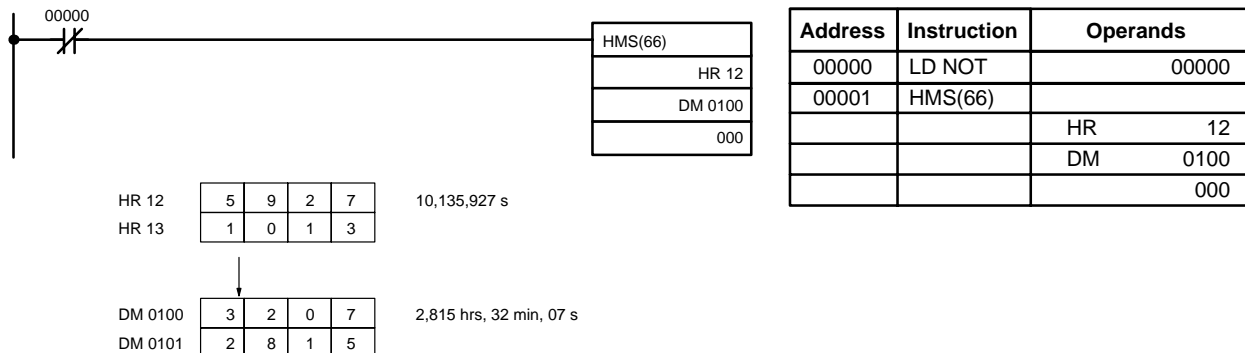 00000
HMS(66)
HR 12
DM 0100
000
Address Instruction Operands
00000 LD NOT 00000
00001 HMS(66)
HR 12
DM 0100
000
HR 12 5 9 2 7 10,135,927 s
HR 13 1 0 1 3
DM 0100 3 2 0 7 2,815 hrs, 32 min, 07 s
DM 0101 2 8 1 5